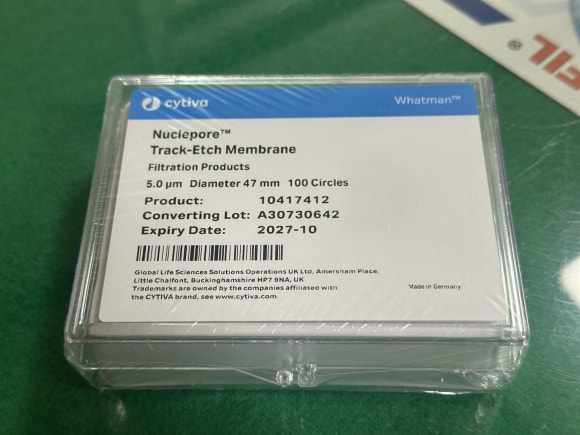 cytiva
Whatman™
Nuclepore™
Track-Etch Membrane
Filtration Products
5.0 µm Diameter 47 mm 100 Circles
Product: 10417412
Converting Lot: A30730642
Expiry Date: 2027-10
Global Life Sciences Solutions Operations UK Ltd, Amersham Place,
Little Chalfont, Buckinghamshire HP7 9NA, UK
Trademarks are owned by the companies affiliated with
the CYTIVA brand, see www.cytiva.com
Made in Germany
FIL®